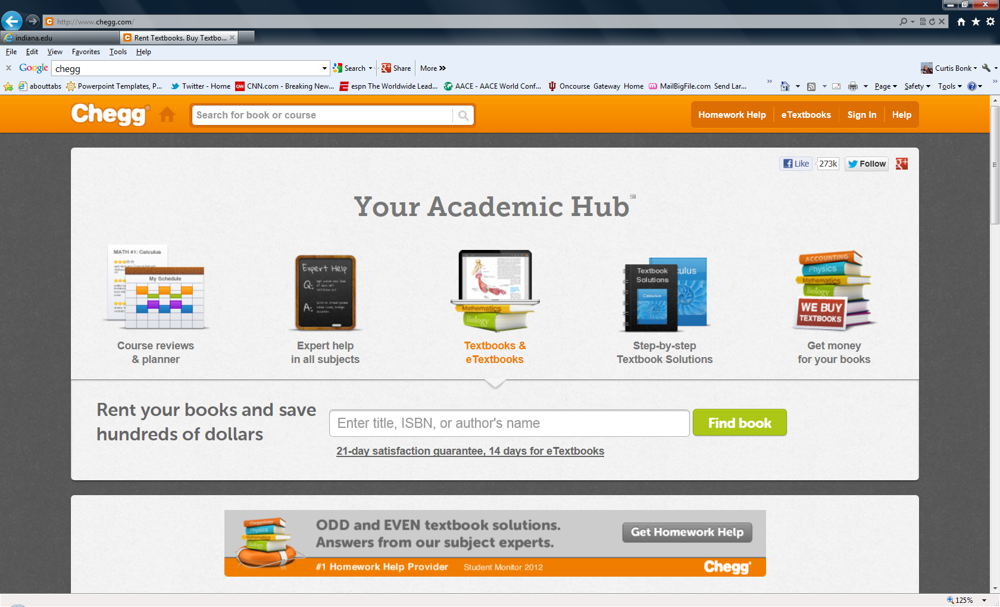 http://www.chegg.com/
indiana.edu
Rent Textbooks. Buy Textbo...
File Edit View Favorites Tools Help
x Google chegg Search Share More »
Curtis Bonk
abouttabs Powerpoint Templates, P... Twitter - Home CNN.com - Breaking New... espn The Worldwide Lead... AACE - AACE World Conf... Oncourse Gateway Home MailBigFile.com Send Lar... » Page Safety Tools »
Chegg® Search for book or course Homework Help eTextbooks Sign In Help
Like 273k Follow g+
Your Academic Hub℠
MATH 41: Calculus
My Schedule
Expert Help
Q:
A:
Mathematics
Biology
Textbook
Solutions
Calculus
culus
ACCOUNTING
Physics
Mathematics
Biology
WE BUY
TEXTBOOKS
Course reviews
& planner
Expert help
in all subjects
Textbooks &
eTextbooks
Step-by-step
Textbook Solutions
Get money
for your books
Rent your books and save
hundreds of dollars
Enter title, ISBN, or author's name
Find book
21-day satisfaction guarantee, 14 days for eTextbooks
Cheggology
Physics
Mathematics
Biology
ODD and EVEN textbook solutions.
Answers from our subject experts.
Get Homework Help
#1 Homework Help Provider Student Monitor 2012 Chegg®
125%